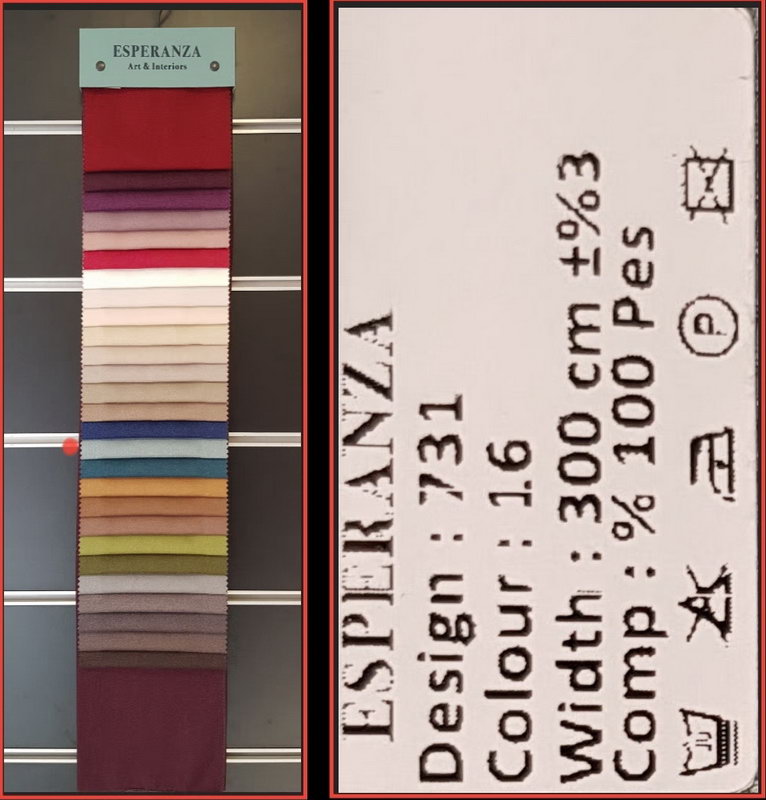 ESPERANZA
Art & Interiors
ESPERANZA
Design : 731
Colour : 16
Width : 300 cm ±%3
Comp : % 100 Pes
P